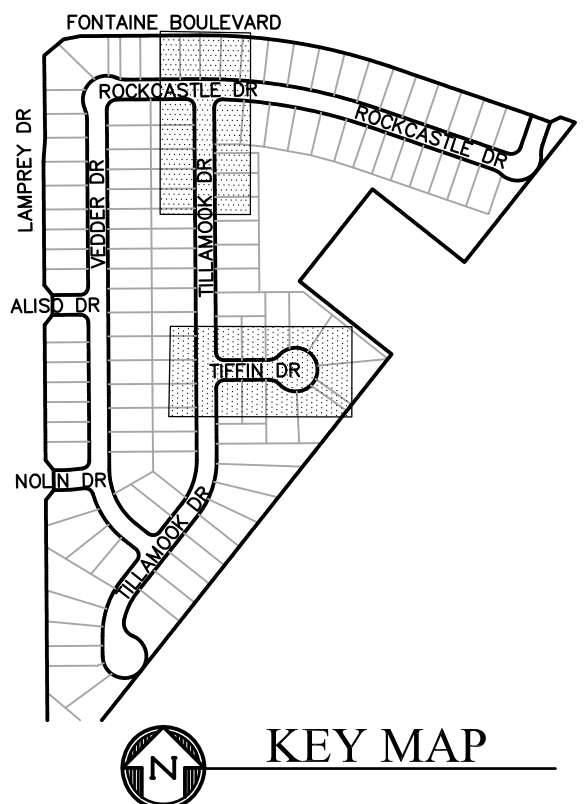 FONTAINE BOULEVARD
ROCKCASTLE DR
ROCKCASTLE DR
LAMPREY DR
VEDDER DR
TILLAMOOK DR
ALISO DR
TIFFIN DR
NOLIN DR
TILLAMOOK DR
N
KEY MAP